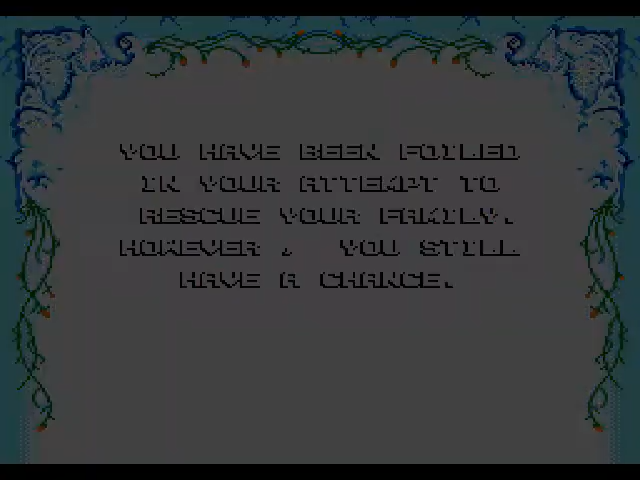 YOU HAVE BEEN FOILED
IN YOUR ATTEMPT TO
RESCUE YOUR FAMILY.
HOWEVER , YOU STILL
HAVE A CHANCE.